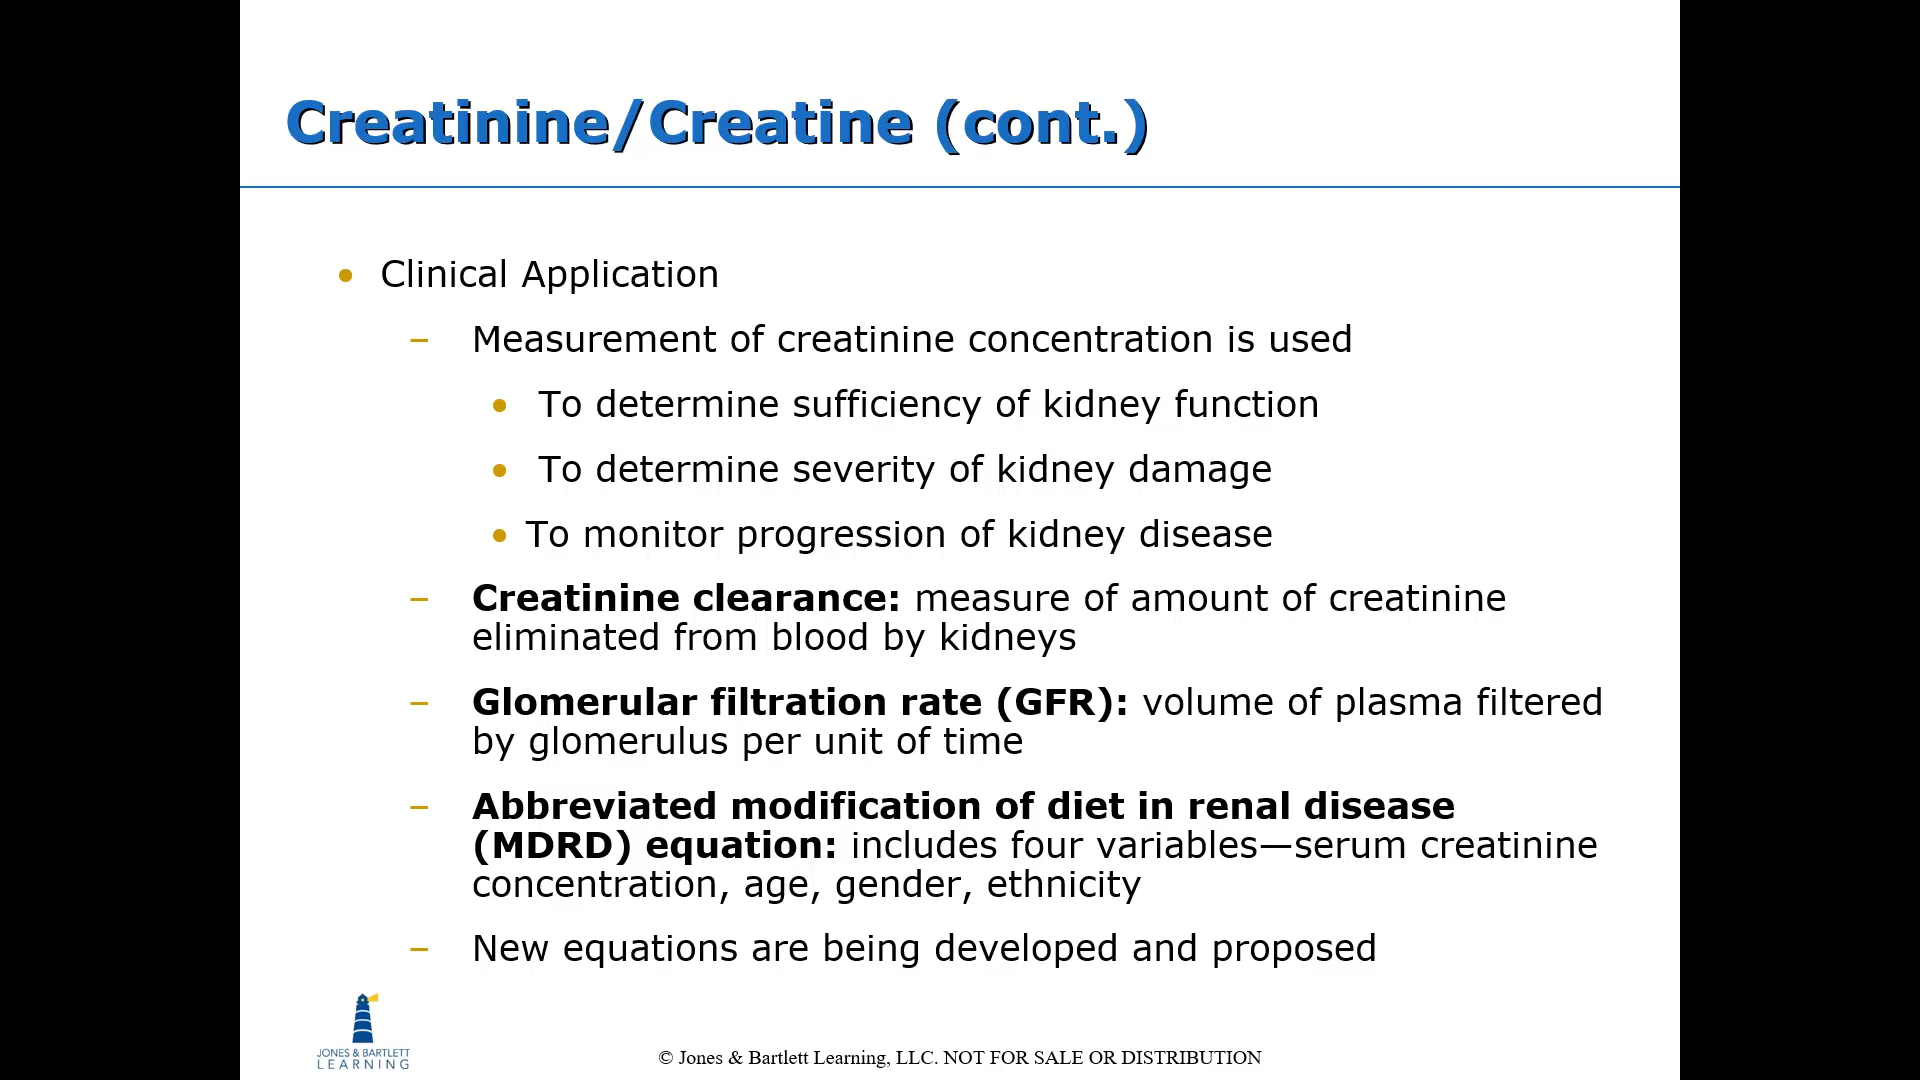 Creatinine/Creatine (cont.)
• Clinical Application
– Measurement of creatinine concentration is used
• To determine sufficiency of kidney function
• To determine severity of kidney damage
• To monitor progression of kidney disease
– Creatinine clearance: measure of amount of creatinine
eliminated from blood by kidneys
– Glomerular filtration rate (GFR): volume of plasma filtered
by glomerulus per unit of time
– Abbreviated modification of diet in renal disease
(MDRD) equation: includes four variables—serum creatinine
concentration, age, gender, ethnicity
– New equations are being developed and proposed
JONES & BARTLETT
LEARNING
© Jones & Bartlett Learning, LLC. NOT FOR SALE OR DISTRIBUTION